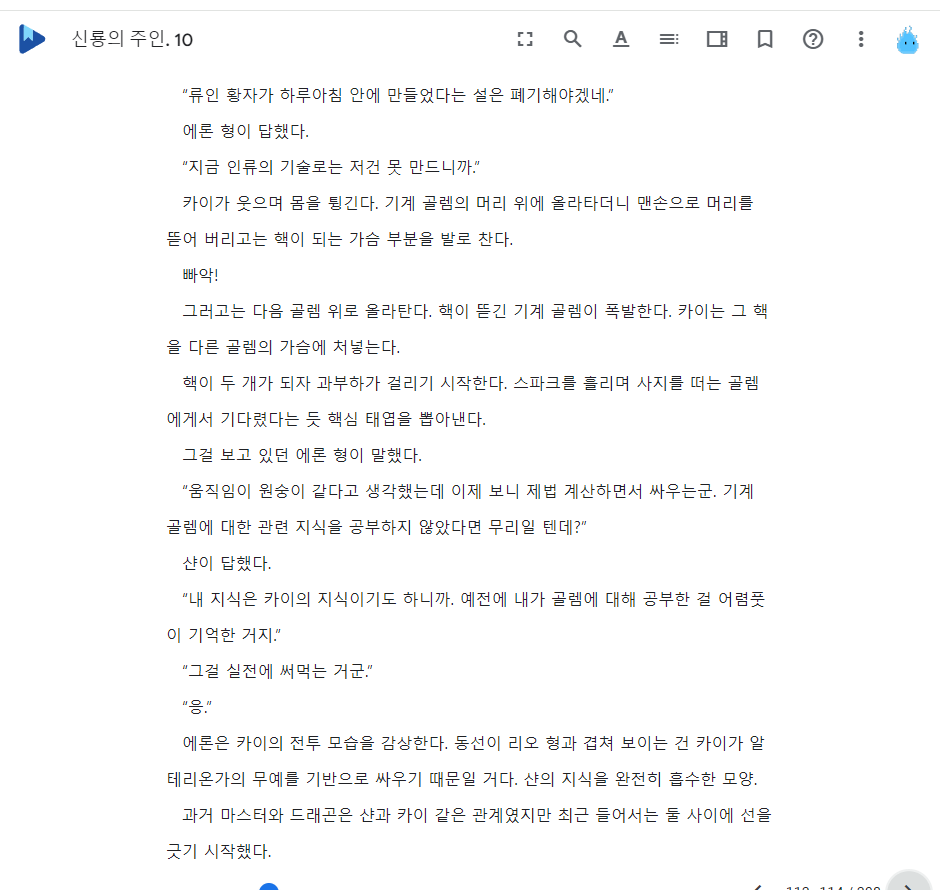 신룡의 주인. 10
“류인 황자가 하루아침 안에 만들었다는 설은 폐기해야겠네.”
에론 형이 답했다.
“지금 인류의 기술로는 저건 못 만드니까.”
카이가 웃으며 몸을 튕긴다. 기계 골렘의 머리 위에 올라타더니 맨손으로 머리를
뜯어 버리고는 핵이 되는 가슴 부분을 발로 찬다.
빠악!
그러고는 다음 골렘 위로 올라탄다. 핵이 뜯긴 기계 골렘이 폭발한다. 카이는 그 핵
을 다른 골렘의 가슴에 처넣는다.
핵이 두 개가 되자 과부하가 걸리기 시작한다. 스파크를 흘리며 사지를 떠는 골렘
에게서 기다렸다는 듯 핵심 태엽을 뽑아낸다.
그걸 보고 있던 에론 형이 말했다.
“움직임이 원숭이 같다고 생각했는데 이제 보니 제법 계산하면서 싸우는군. 기계
골렘에 대한 관련 지식을 공부하지 않았다면 무리일 텐데?”
샨이 답했다.
“내 지식은 카이의 지식이기도 하니까. 예전에 내가 골렘에 대해 공부한 걸 어렴풋
이 기억한 거지.”
“그걸 실전에 써먹는 거군.”
“응.”
에론은 카이의 전투 모습을 감상한다. 동선이 리오 형과 겹쳐 보이는 건 카이가 알
테리온가의 무예를 기반으로 싸우기 때문일 거다. 샨의 지식을 완전히 흡수한 모양.
과거 마스터와 드래곤은 샨과 카이 같은 관계였지만 최근 들어서는 둘 사이에 선을
긋기 시작했다.